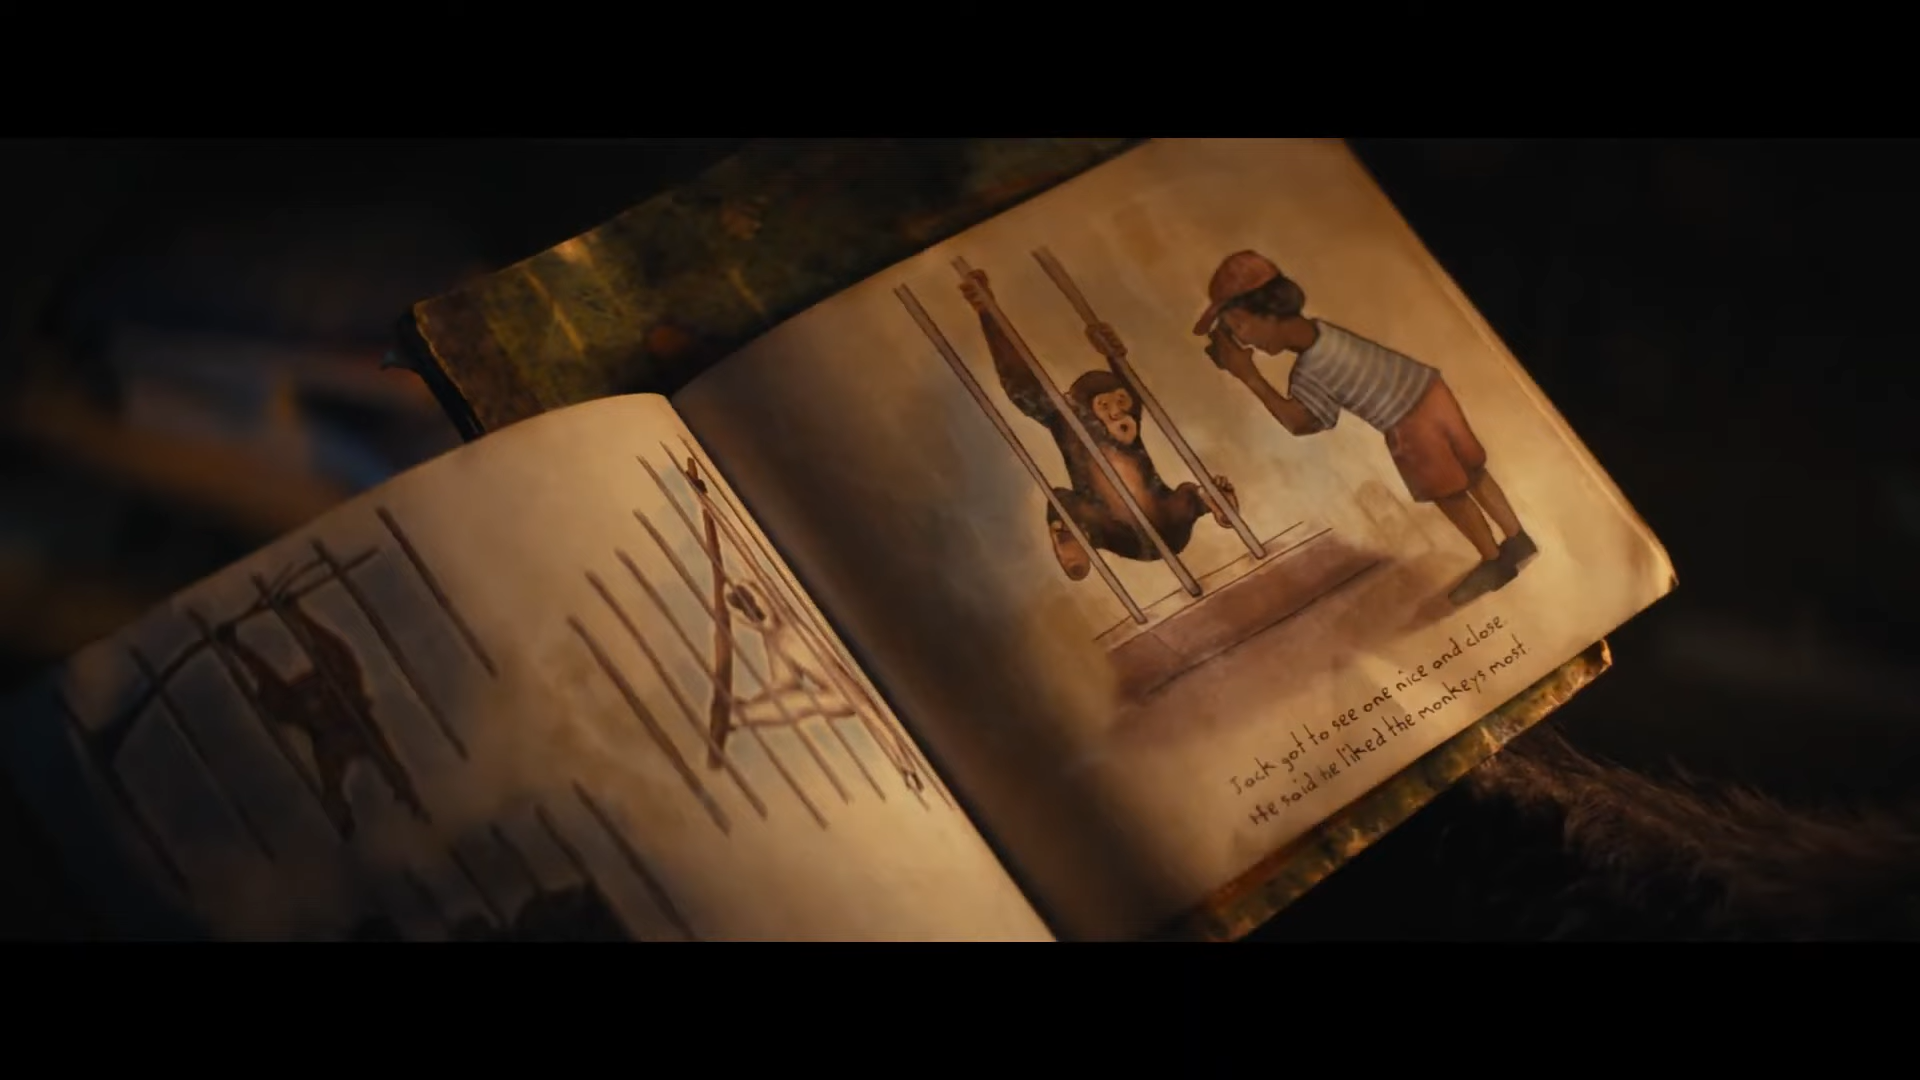 Jack got to see one nice and close.
He said he liked the monkeys most.